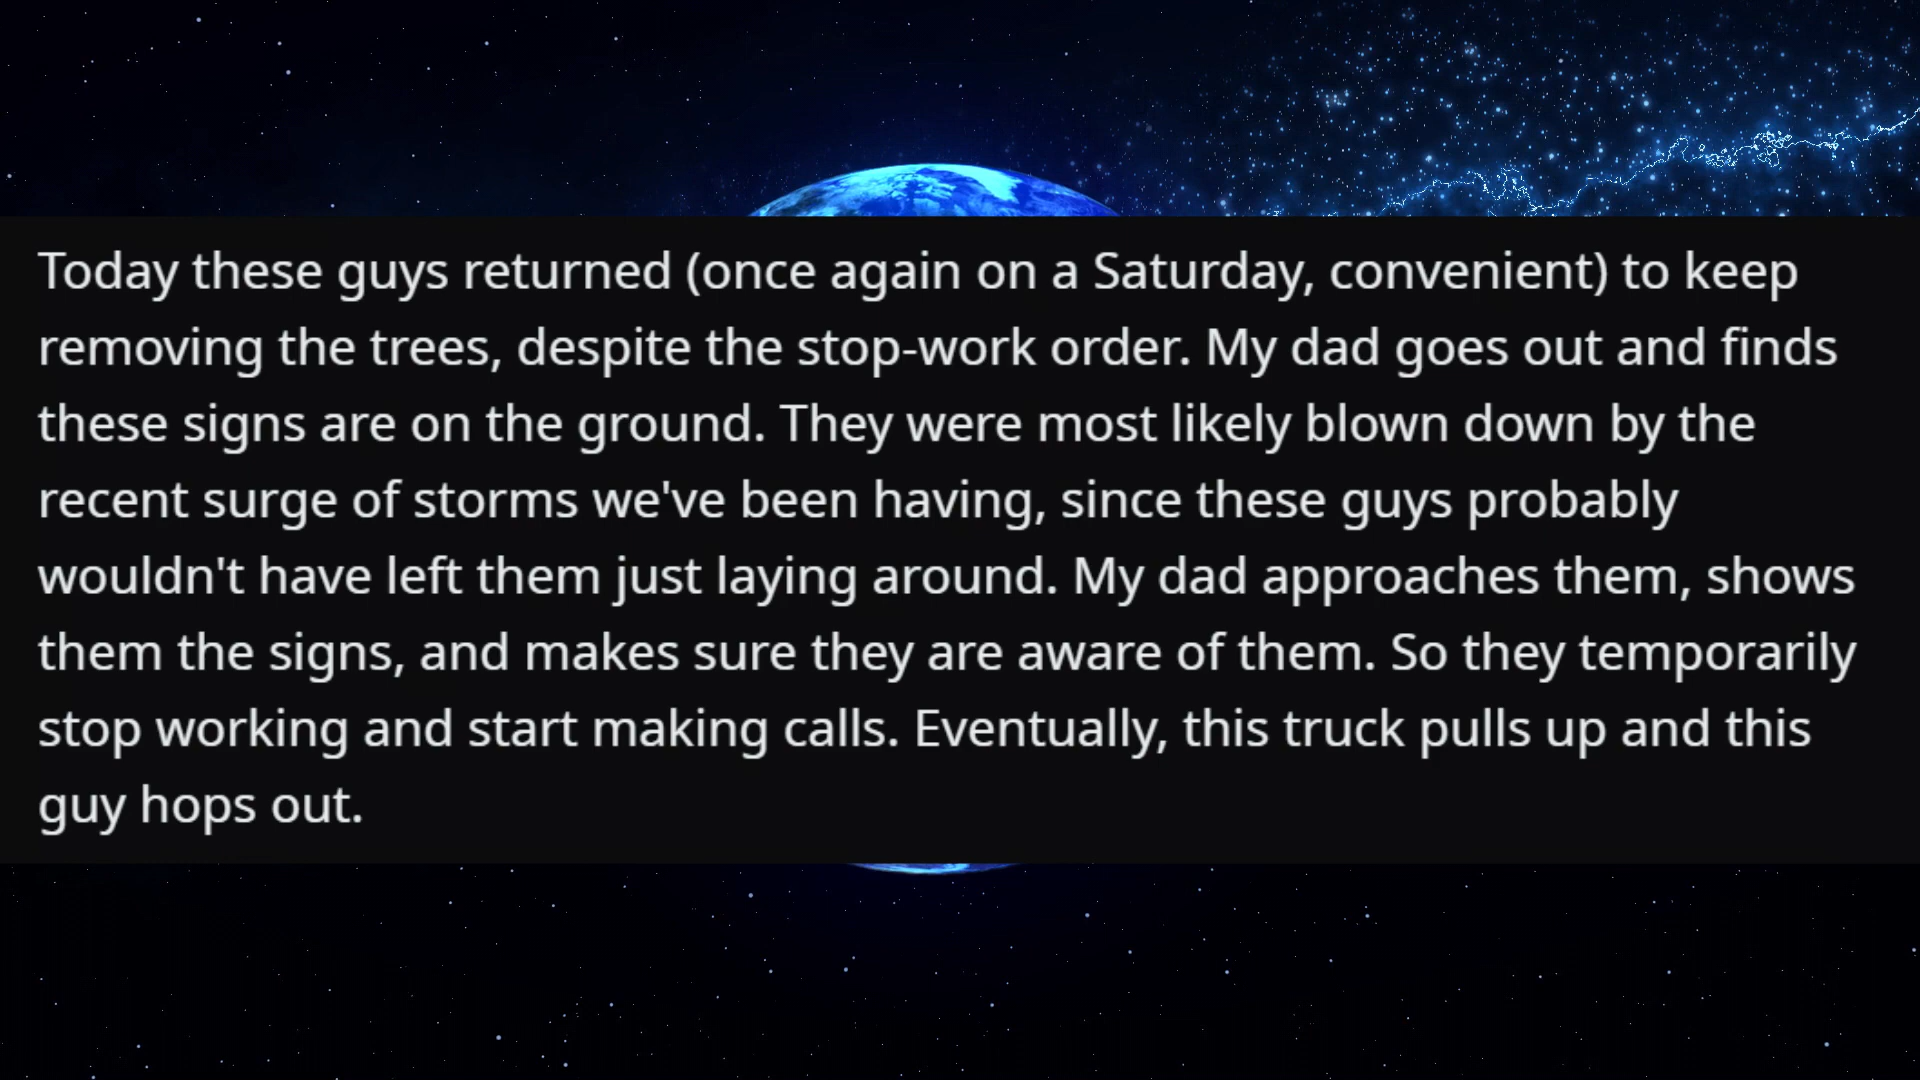 Today these guys returned (once again on a Saturday, convenient) to keep
removing the trees, despite the stop-work order. My dad goes out and finds
these signs are on the ground. They were most likely blown down by the
recent surge of storms we've been having, since these guys probably
wouldn't have left them just laying around. My dad approaches them, shows
them the signs, and makes sure they are aware of them. So they temporarily
stop working and start making calls. Eventually, this truck pulls up and this
guy hops out.